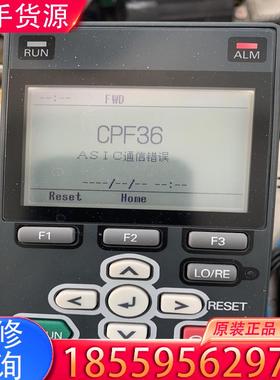 手货源
RUN
ALM
--:-- FWD
CPF36
ASIC通信错误
----/--/-- --:--
Reset Home
F1 F2 F3
LO/RE
RESET
修
原装正品
询
18559562975